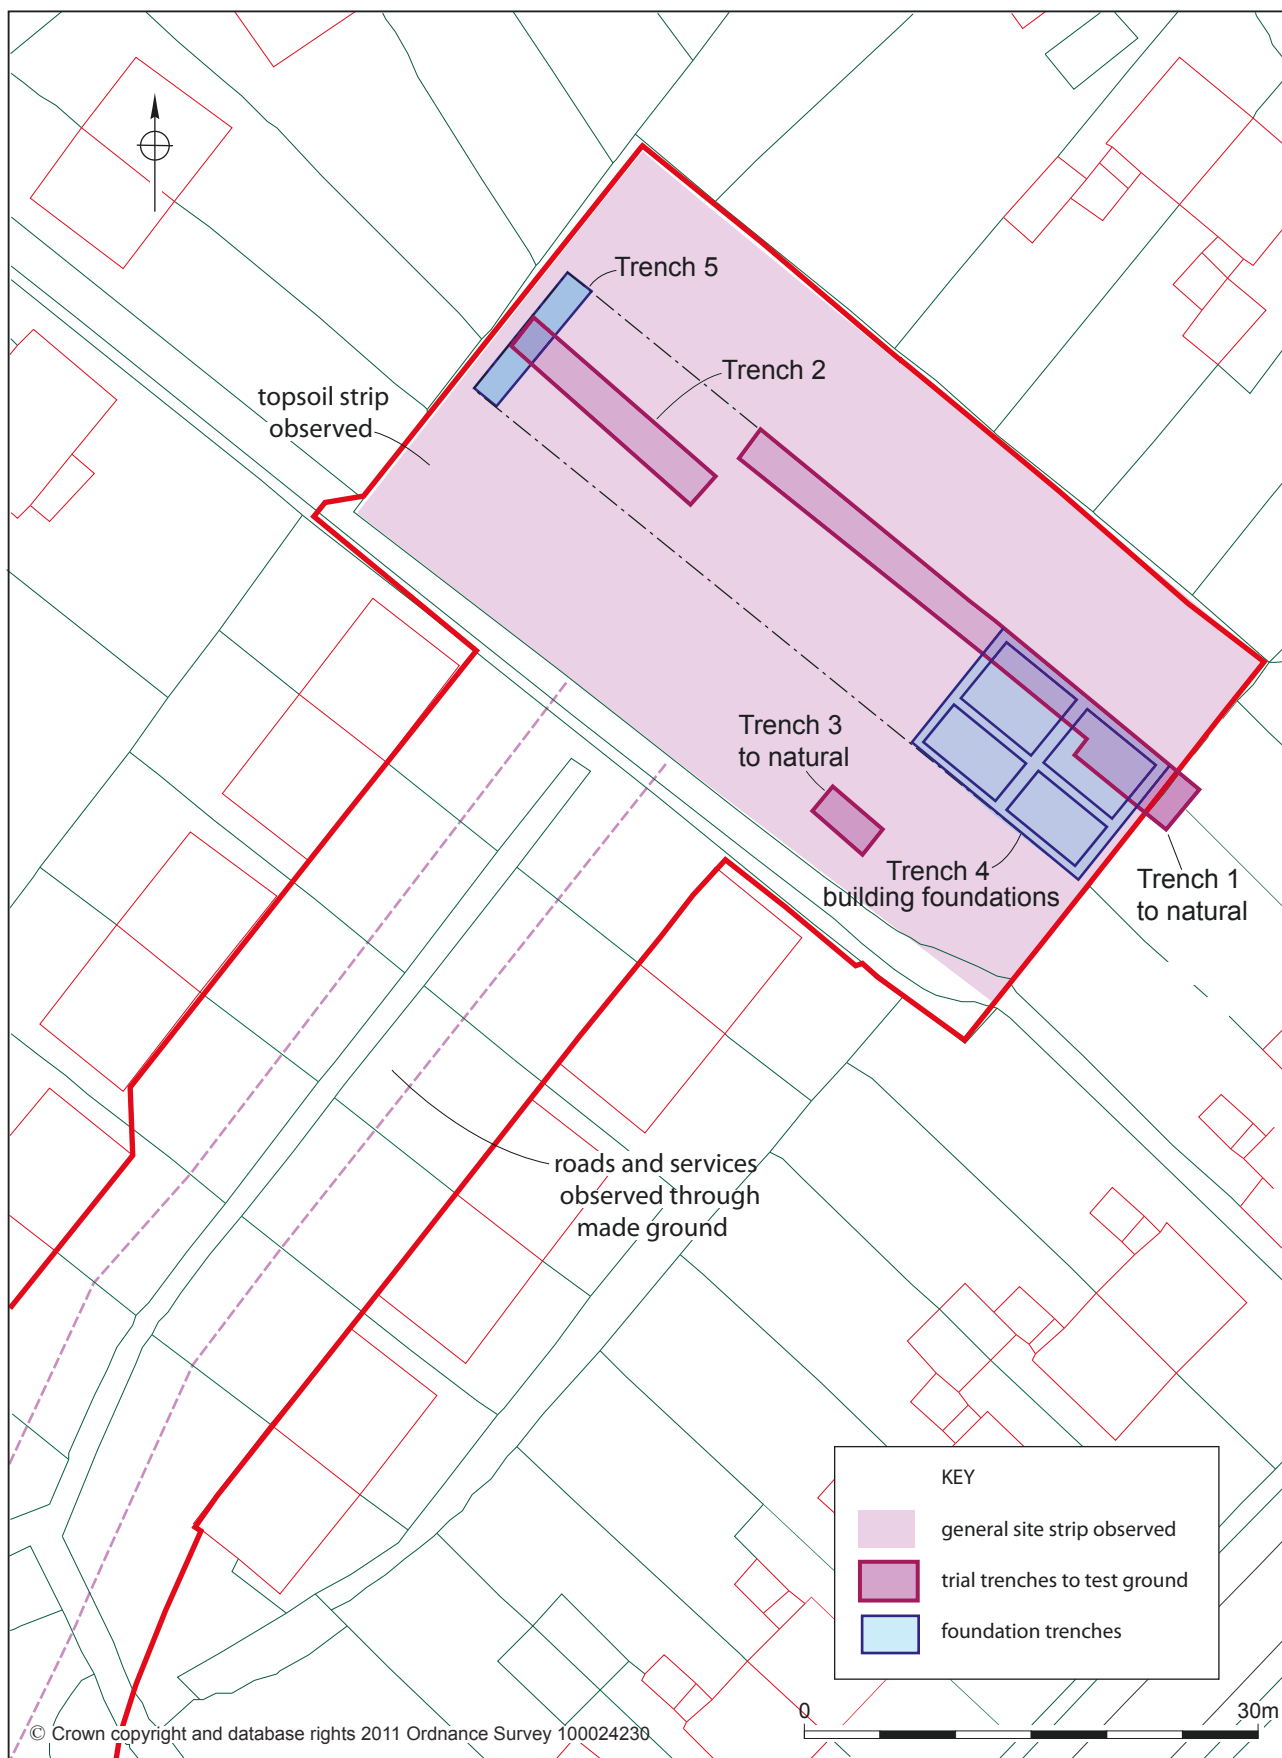 Trench 5
Trench 2
topsoil strip
observed
Trench 3
to natural
Trench 4
building foundations
Trench 1
to natural
roads and services
observed through
made ground
KEY
general site strip observed
trial trenches to test ground
foundation trenches
0
30m
© Crown copyright and database rights 2011 Ordnance Survey 100024230